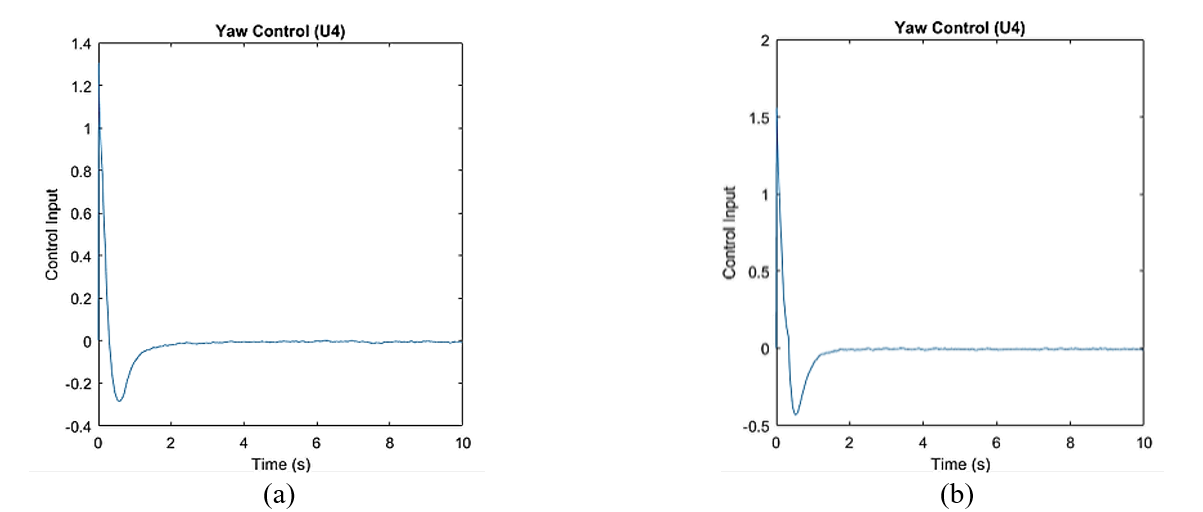 Yaw Control (U4)
1.4
1.2
1
0.8
0.6
0.4
0.2
0
-0.2
-0.4
Control Input
0 2 4 6 8 10
Time (s)
(a)
Yaw Control (U4)
2
1.5
1
0.5
0
-0.5
Control Input
0 2 4 6 8 10
Time (s)
(b)